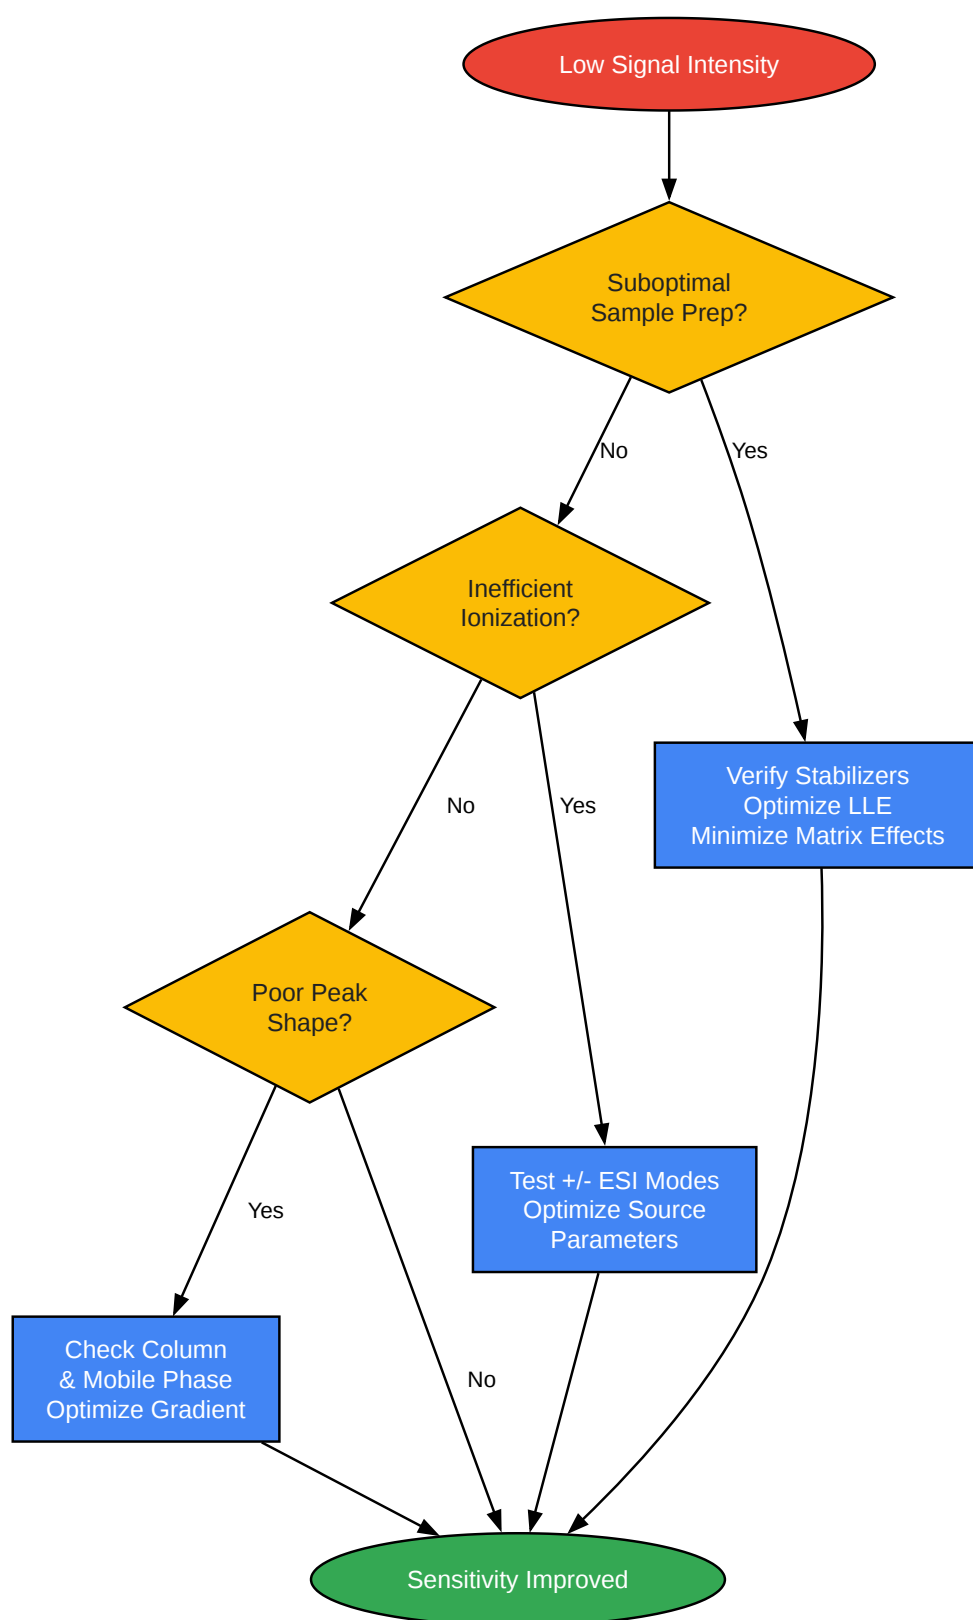 Low Signal Intensity
Suboptimal
Sample Prep?
No
Yes
Inefficient
Ionization?
No
Yes
Verify Stabilizers
Optimize LLE
Minimize Matrix Effects
Poor Peak
Shape?
Yes
No
Test +/- ESI Modes
Optimize Source
Parameters
Check Column
& Mobile Phase
Optimize Gradient
Sensitivity Improved